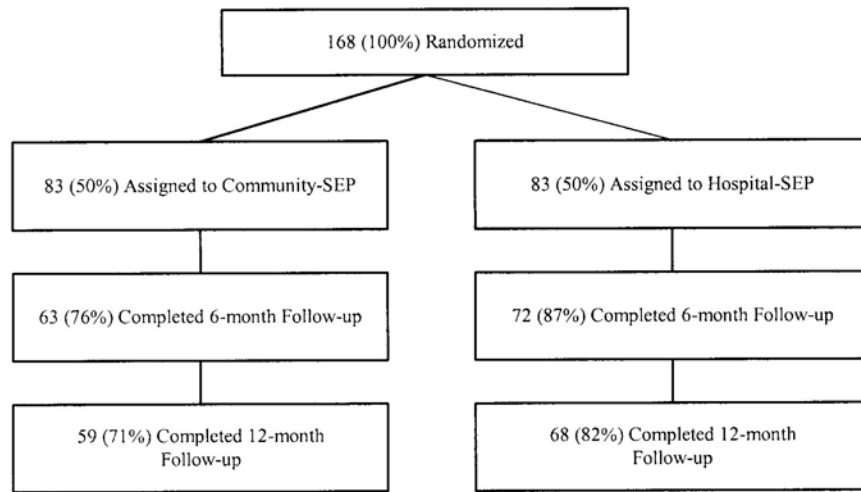 168 (100%) Randomized
83 (50%) Assigned to Community-SEP
83 (50%) Assigned to Hospital-SEP
63 (76%) Completed 6-month Follow-up
72 (87%) Completed 6-month Follow-up
59 (71%) Completed 12-month
Follow-up
68 (82%) Completed 12-month
Follow-up